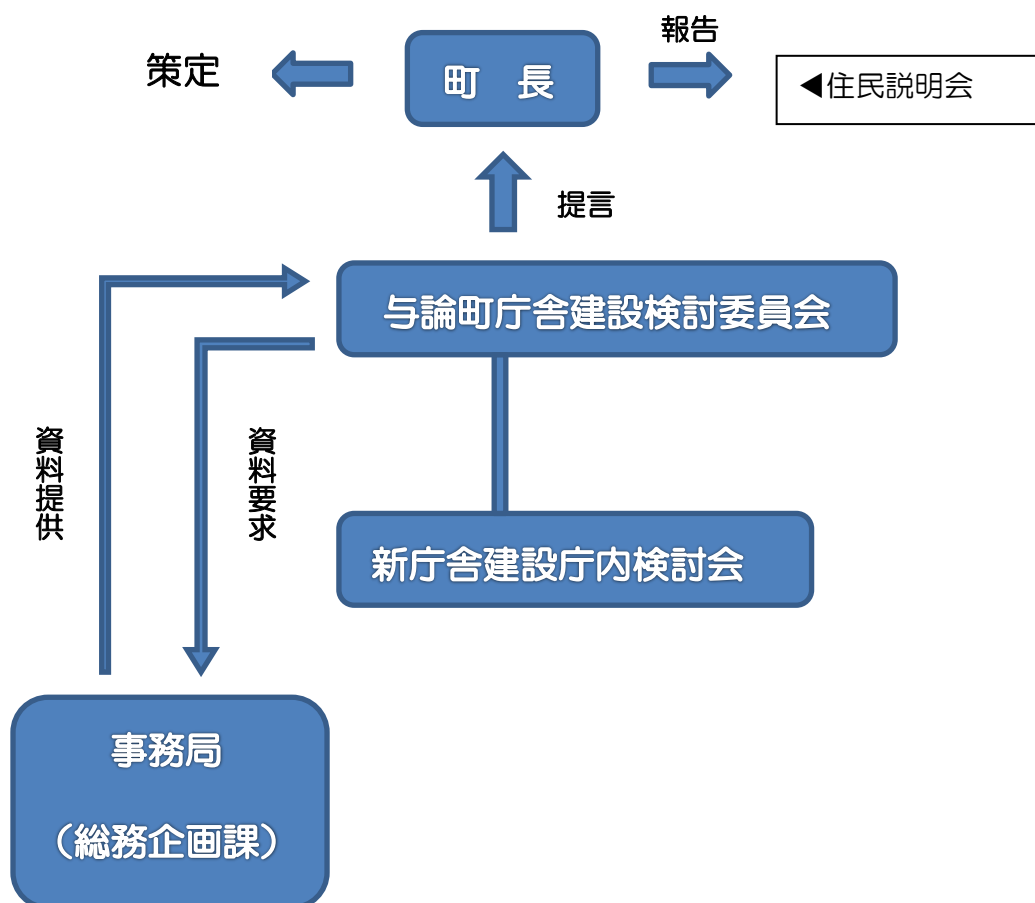 報告
策定
町　長
◀住民説明会
提言
与論町庁舎建設検討委員会
資料提供
資料要求
新庁舎建設庁内検討会
事務局
（総務企画課）